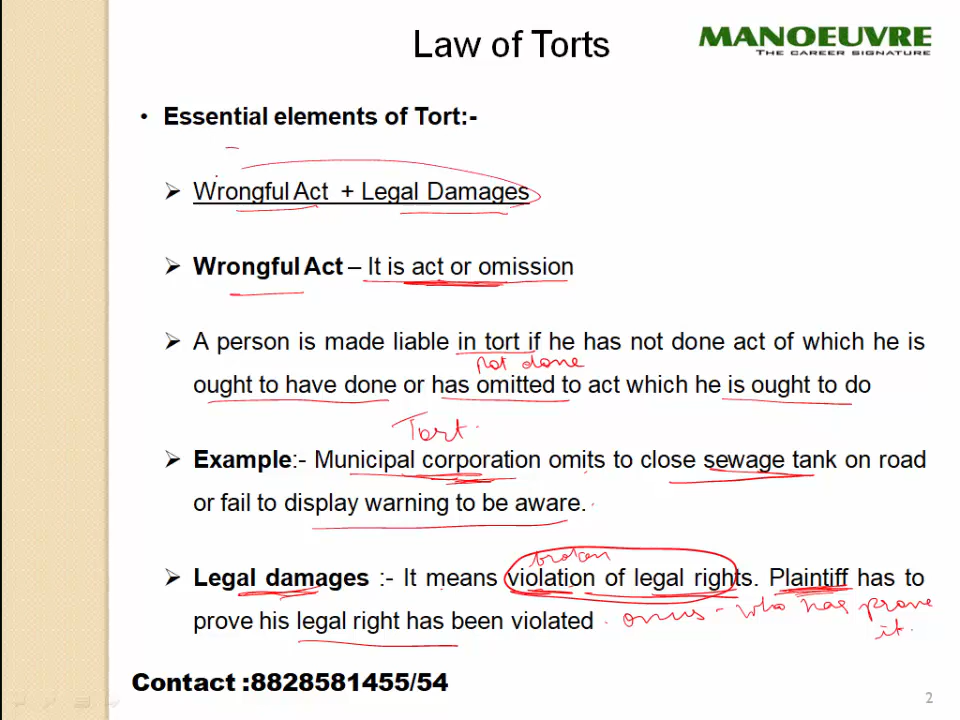 Law of Torts
MANOEUVRE
THE CAREER SIGNATURE
• Essential elements of Tort:-
➢ Wrongful Act + Legal Damages
➢ Wrongful Act – It is act or omission
➢ A person is made liable in tort if he has not done act of which he is
not done
ought to have done or has omitted to act which he is ought to do
Tort.
➢ Example:- Municipal corporation omits to close sewage tank on road
or fail to display warning to be aware.
broken
➢ Legal damages :- It means violation of legal rights. Plaintiff has to
prove his legal right has been violated . onus - who has prove
it.
Contact :8828581455/54
2